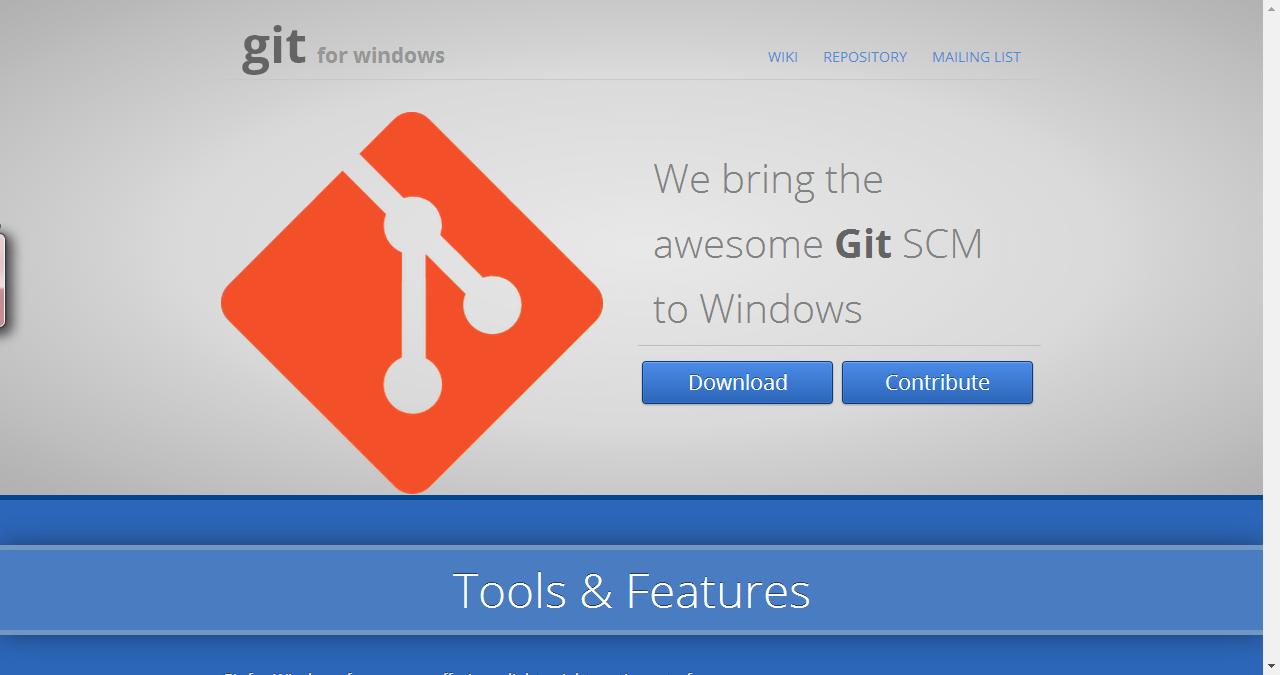 git for windows
WIKI REPOSITORY MAILING LIST
We bring the
awesome Git SCM
to Windows
Download Contribute
Tools & Features